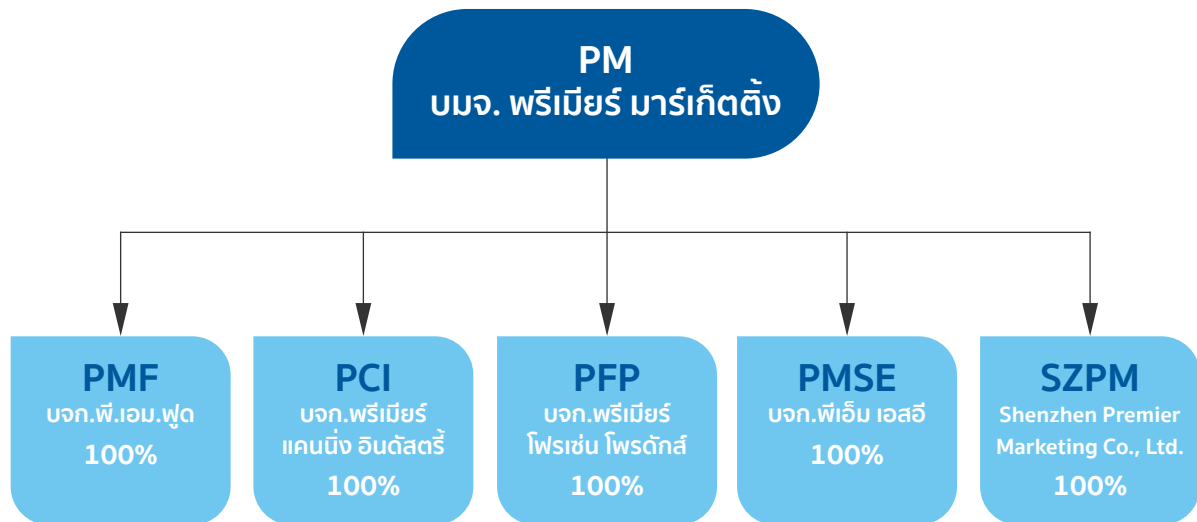 PM
บมจ. พรีเมียร์ มาร์เก็ตติ้ง
PMF
บจก.พี.เอม.ฟูด
100%
PCI
บจก.พรีเมียร์
แคนนิ่ง อินดัสตรี้
100%
PFP
บจก.พรีเมียร์
โฟรเซ่น โพรดักส์
100%
PMSE
บจก.พีเอ็ม เอสอี
100%
SZPM
Shenzhen Premier
Marketing Co., Ltd.
100%